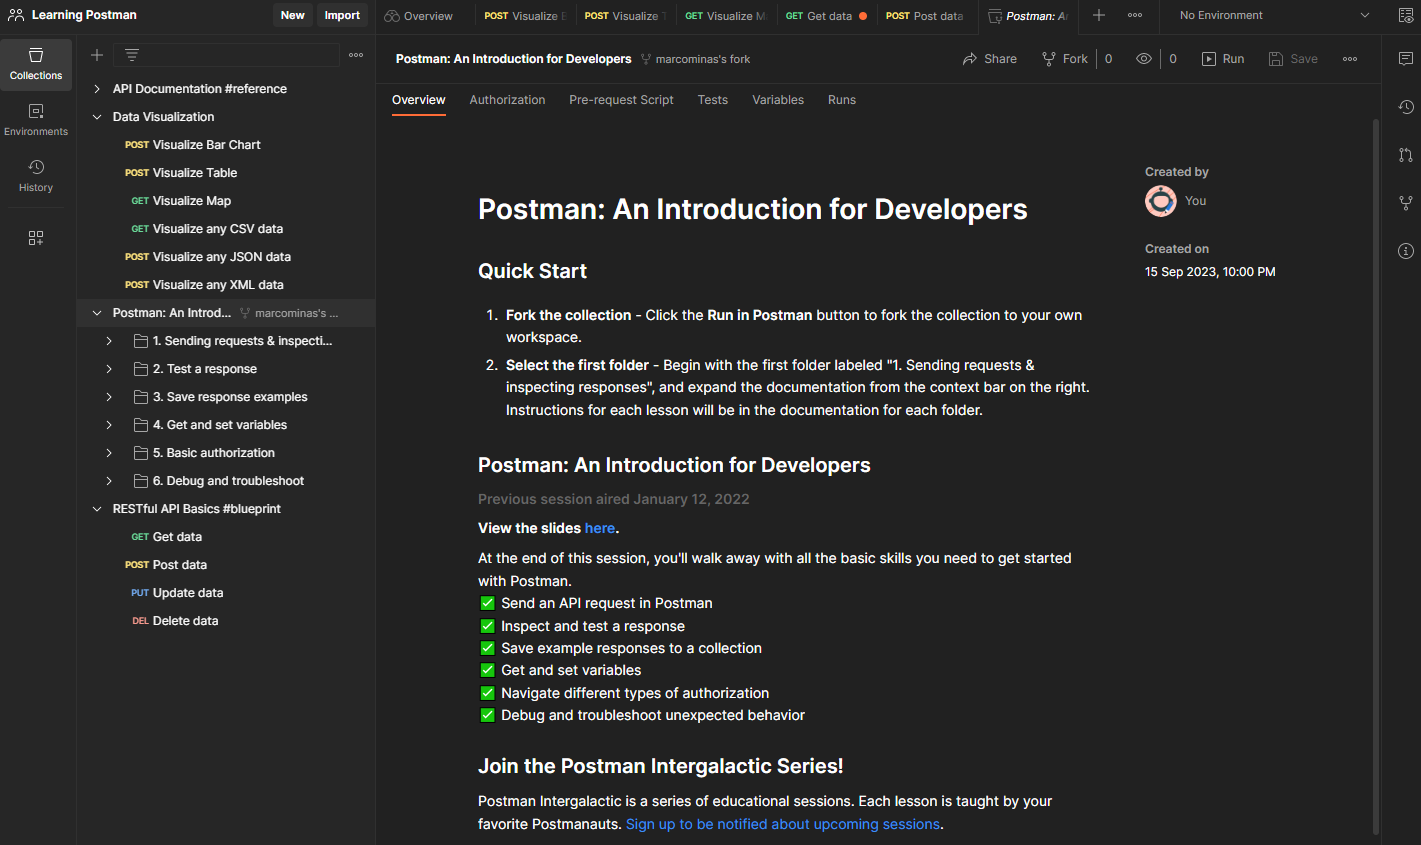 Learning Postman
New
Import
Overview
POST Visualize B
POST Visualize T
GET Visualize M
GET Get data
POST Post data
Postman: An
No Environment
Collections
Environments
History
API Documentation #reference
Data Visualization
POST Visualize Bar Chart
POST Visualize Table
GET Visualize Map
GET Visualize any CSV data
POST Visualize any JSON data
POST Visualize any XML data
Postman: An Introd... marcominas's ...
1. Sending requests & inspecti...
2. Test a response
3. Save response examples
4. Get and set variables
5. Basic authorization
6. Debug and troubleshoot
RESTful API Basics #blueprint
GET Get data
POST Post data
PUT Update data
DEL Delete data
Postman: An Introduction for Developers marcominas's fork
Share
Fork 0
0
Run
Save
Overview
Authorization
Pre-request Script
Tests
Variables
Runs
Postman: An Introduction for Developers
Quick Start
1. Fork the collection - Click the Run in Postman button to fork the collection to your own
workspace.
2. Select the first folder - Begin with the first folder labeled "1. Sending requests &
inspecting responses", and expand the documentation from the context bar on the right.
Instructions for each lesson will be in the documentation for each folder.
Postman: An Introduction for Developers
Previous session aired January 12, 2022
View the slides here.
At the end of this session, you'll walk away with all the basic skills you need to get started
with Postman.
✅ Send an API request in Postman
✅ Inspect and test a response
✅ Save example responses to a collection
✅ Get and set variables
✅ Navigate different types of authorization
✅ Debug and troubleshoot unexpected behavior
Join the Postman Intergalactic Series!
Postman Intergalactic is a series of educational sessions. Each lesson is taught by your
favorite Postmanauts. Sign up to be notified about upcoming sessions.
Created by
You
Created on
15 Sep 2023, 10:00 PM